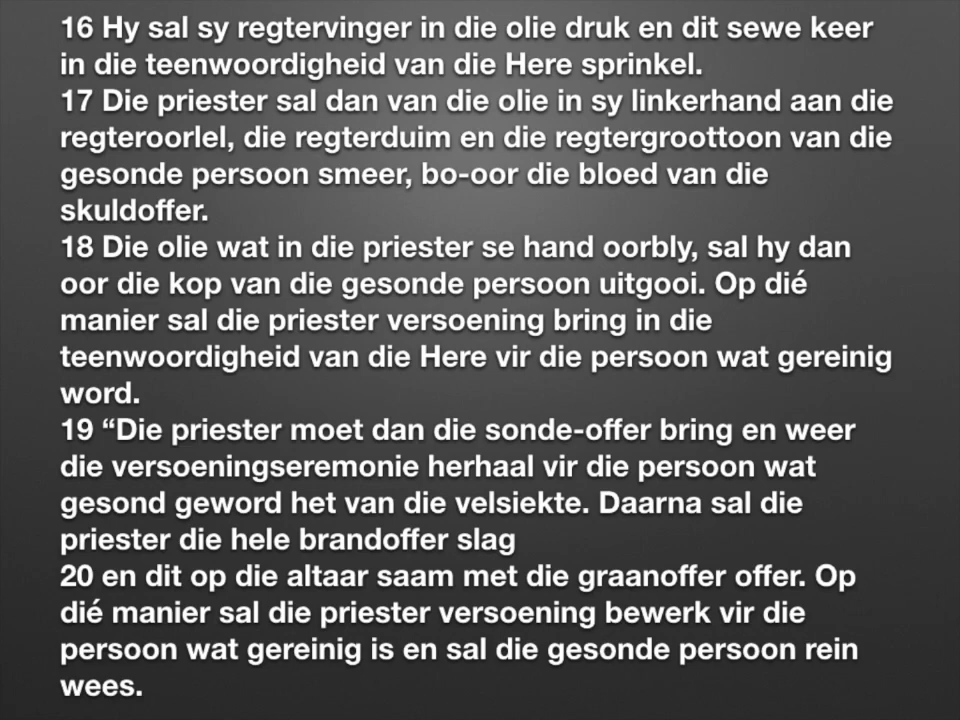 16 Hy sal sy regtervinger in die olie druk en dit sewe keer
in die teenwoordigheid van die Here sprinkel.
17 Die priester sal dan van die olie in sy linkerhand aan die
regteroorlel, die regterduim en die regtergroottoon van die
gesonde persoon smeer, bo-oor die bloed van die
skuldoffer.
18 Die olie wat in die priester se hand oorbly, sal hy dan
oor die kop van die gesonde persoon uitgooi. Op dié
manier sal die priester versoening bring in die
teenwoordigheid van die Here vir die persoon wat gereinig
word.
19 “Die priester moet dan die sonde-offer bring en weer
die versoeningseremonie herhaal vir die persoon wat
gesond geword het van die velsiekte. Daarna sal die
priester die hele brandoffer slag
20 en dit op die altaar saam met die graanoffer offer. Op
dié manier sal die priester versoening bewerk vir die
persoon wat gereinig is en sal die gesonde persoon rein
wees.